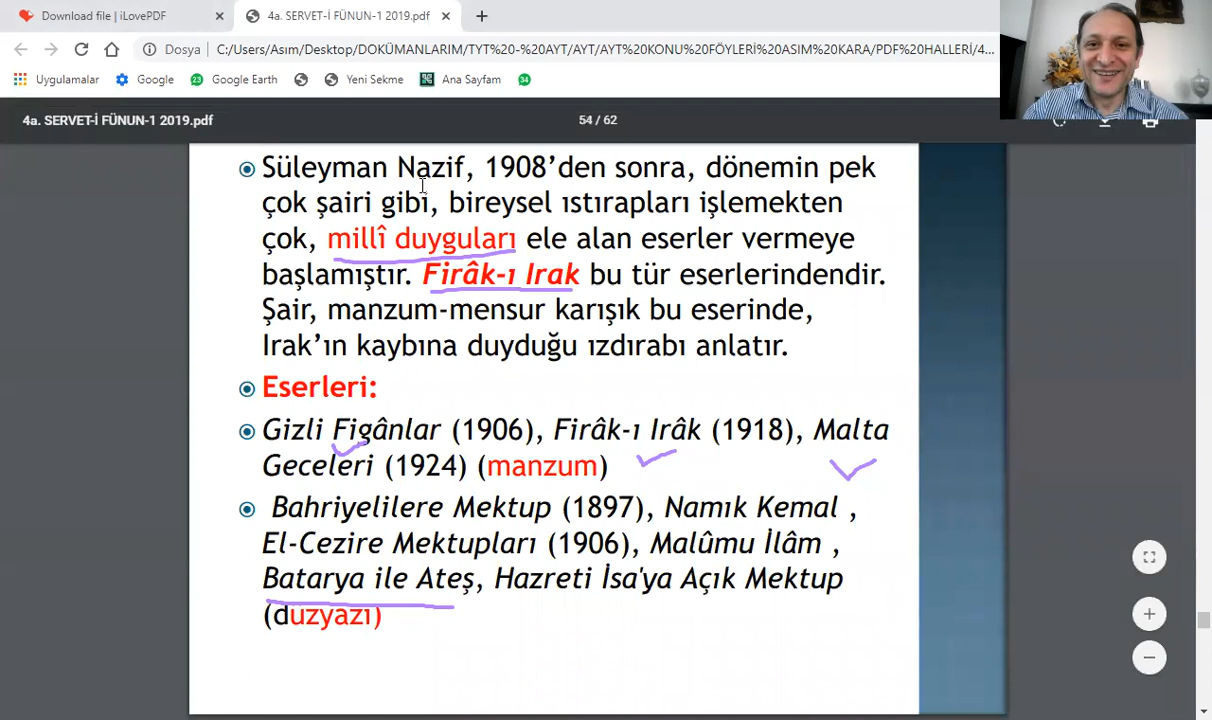 Download file | iLovePDF
4a. SERVET-İ FÜNUN-1 2019.pdf
Dosya
C:/Users/Asım/Desktop/DOKÜMANLARIM/TYT%20-%20AYT/AYT/AYT%20KONU%20FÖYLERİ%20ASIM%20KARA/PDF%20HALLERİ/4...
Uygulamalar
Google
23
Google Earth
Yeni Sekme
Ana Sayfam
34
4a. SERVET-İ FÜNUN-1 2019.pdf
54 / 62
Süleyman Nazif, 1908’den sonra, dönemin pek
çok şairi gibi, bireysel ıstırapları işlemekten
çok, millî duyguları ele alan eserler vermeye
başlamıştır. Firâk-ı Irak bu tür eserlerindendir.
Şair, manzum-mensur karışık bu eserinde,
Irak’ın kaybına duyduğu ızdırabı anlatır.
Eserleri:
Gizli Figânlar (1906), Firâk-ı Irâk (1918), Malta
Geceleri (1924) (manzum)
Bahriyelilere Mektup (1897), Namık Kemal ,
El-Cezire Mektupları (1906), Malûmu İlâm ,
Batarya ile Ateş, Hazreti İsa'ya Açık Mektup
(duzyazı)